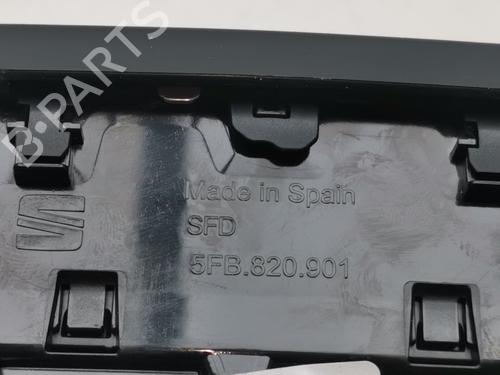 B-PARTS
Made in Spain
SFD
5FB.820.901